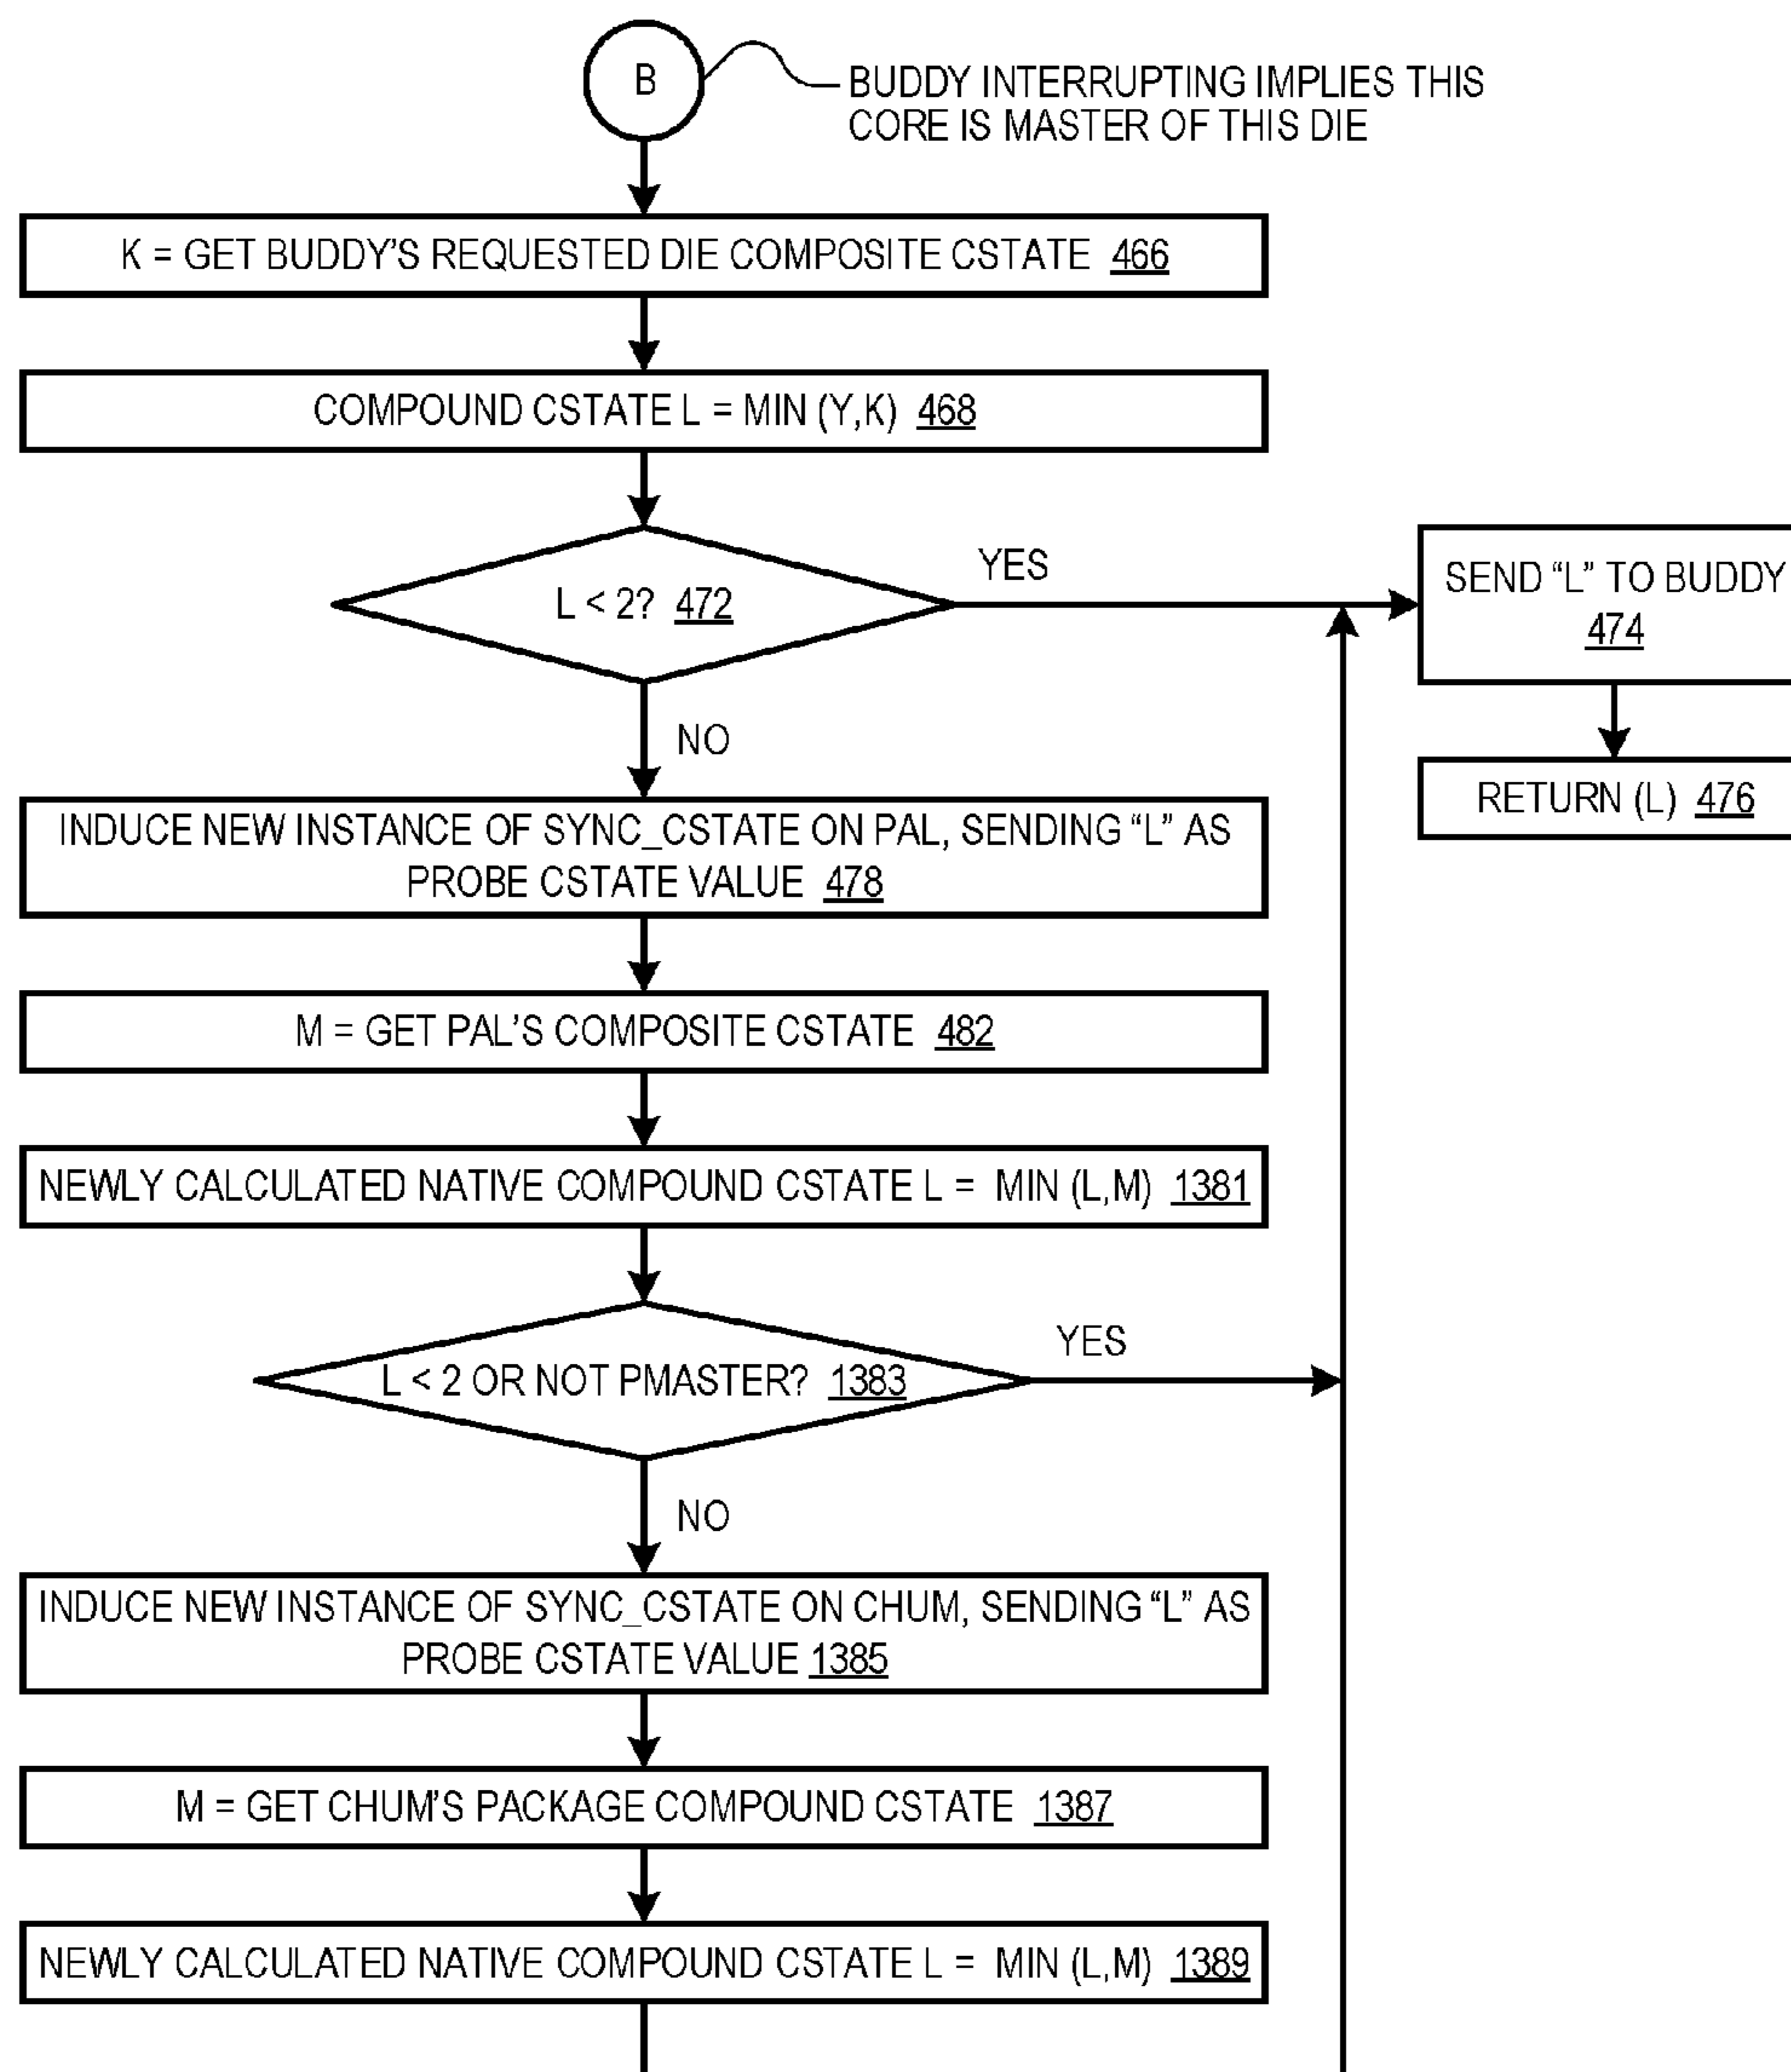 B
BUDDY INTERRUPTING IMPLIES THIS
CORE IS MASTER OF THIS DIE
K = GET BUDDY'S REQUESTED DIE COMPOSITE CSTATE 466
COMPOUND CSTATE L = MIN (Y,K) 468
L < 2? 472
YES
SEND “L” TO BUDDY
474
RETURN (L) 476
NO
INDUCE NEW INSTANCE OF SYNC_CSTATE ON PAL, SENDING “L” AS
PROBE CSTATE VALUE 478
M = GET PAL'S COMPOSITE CSTATE 482
NEWLY CALCULATED NATIVE COMPOUND CSTATE L = MIN (L,M) 1381
L < 2 OR NOT PMASTER? 1383
YES
NO
INDUCE NEW INSTANCE OF SYNC_CSTATE ON CHUM, SENDING “L” AS
PROBE CSTATE VALUE 1385
M = GET CHUM'S PACKAGE COMPOUND CSTATE 1387
NEWLY CALCULATED NATIVE COMPOUND CSTATE L = MIN (L,M) 1389